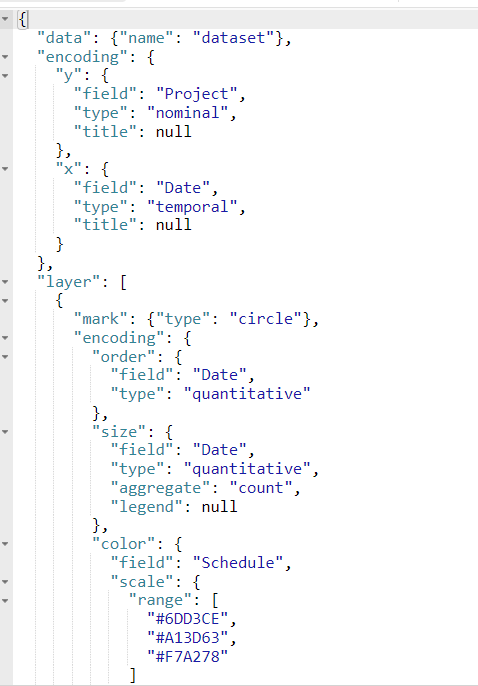 {
  "data": {"name": "dataset"},
  "encoding": {
    "y": {
      "field": "Project",
      "type": "nominal",
      "title": null
    },
    "x": {
      "field": "Date",
      "type": "temporal",
      "title": null
    }
  },
  "layer": [
    {
      "mark": {"type": "circle"},
      "encoding": {
        "order": {
          "field": "Date",
          "type": "quantitative"
        },
        "size": {
          "field": "Date",
          "type": "quantitative",
          "aggregate": "count",
          "legend": null
        },
        "color": {
          "field": "Schedule",
          "scale": {
            "range": [
              "#6DD3CE",
              "#A13D63",
              "#F7A278"
            ]